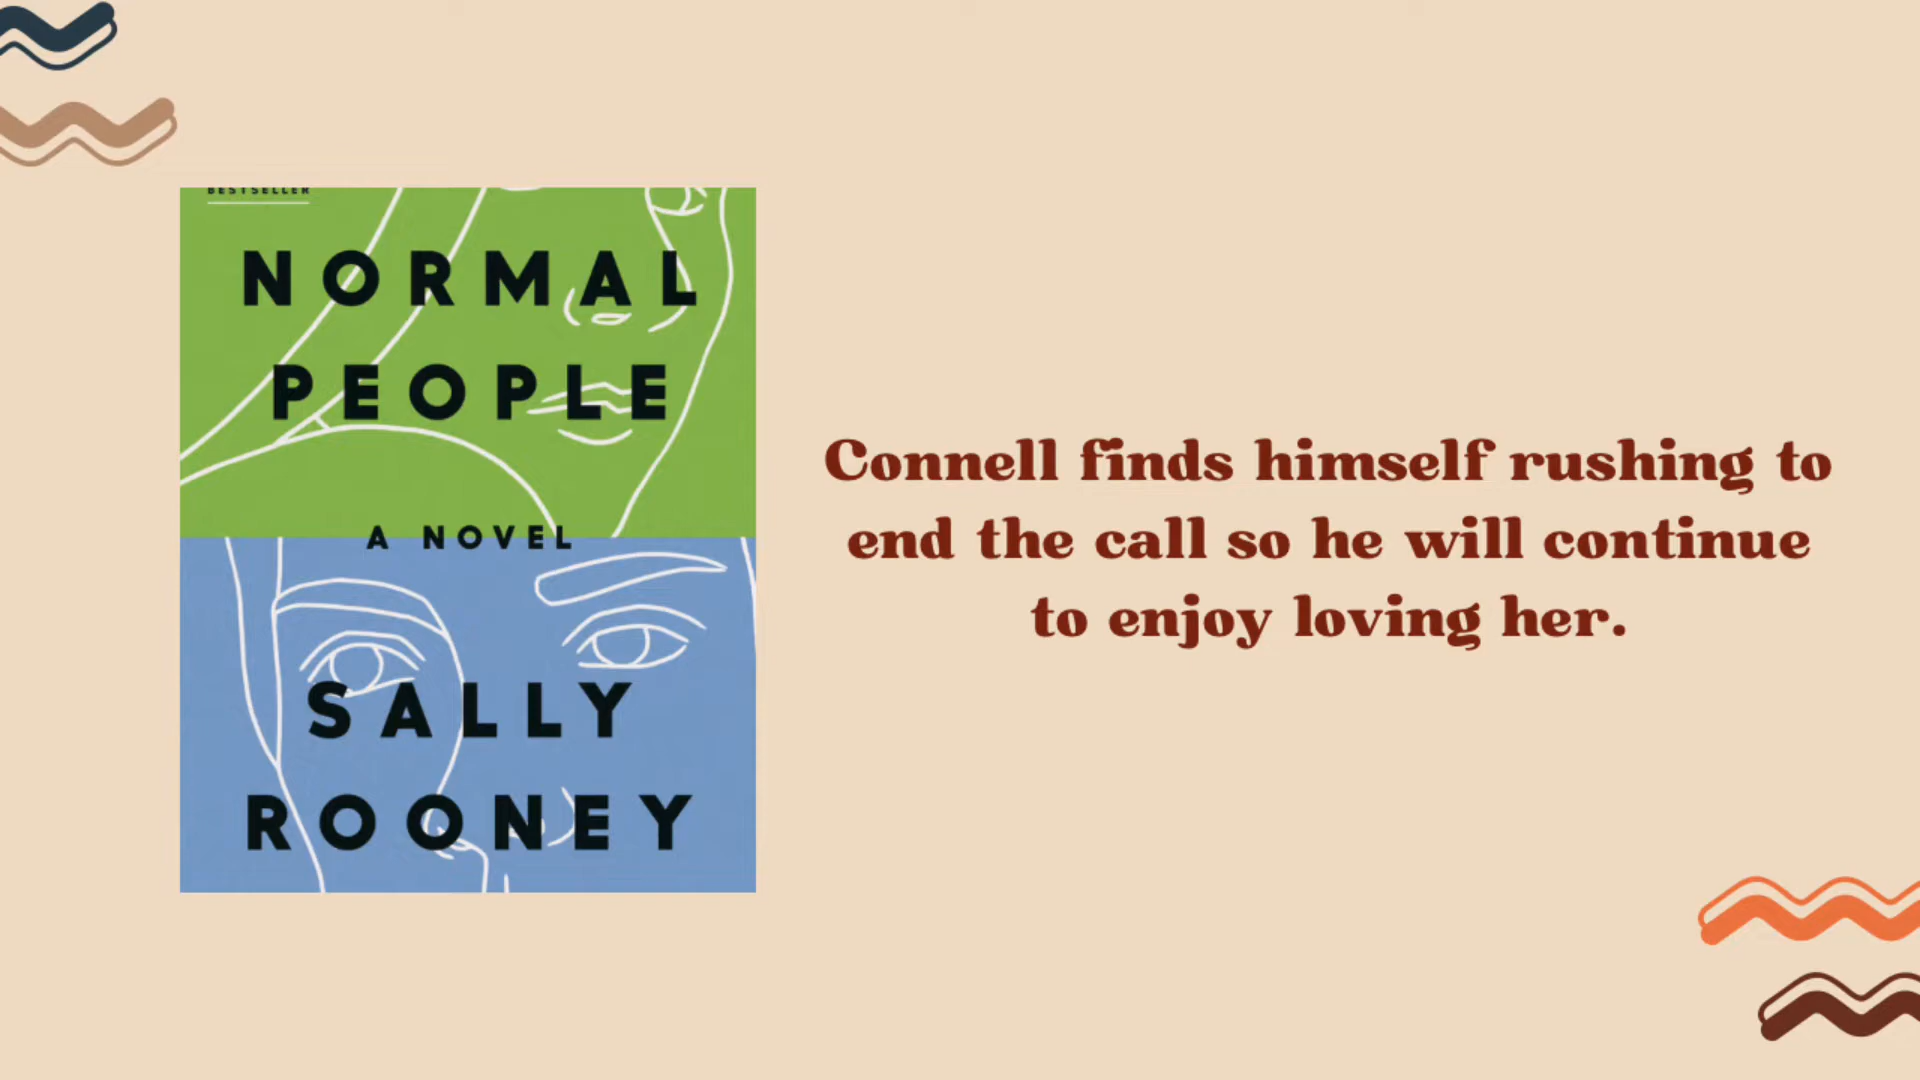 BESTSELLER
NORMAL
PEOPLE
A NOVEL
SALLY
ROONEY
Connell finds himself rushing to
end the call so he will continue
to enjoy loving her.